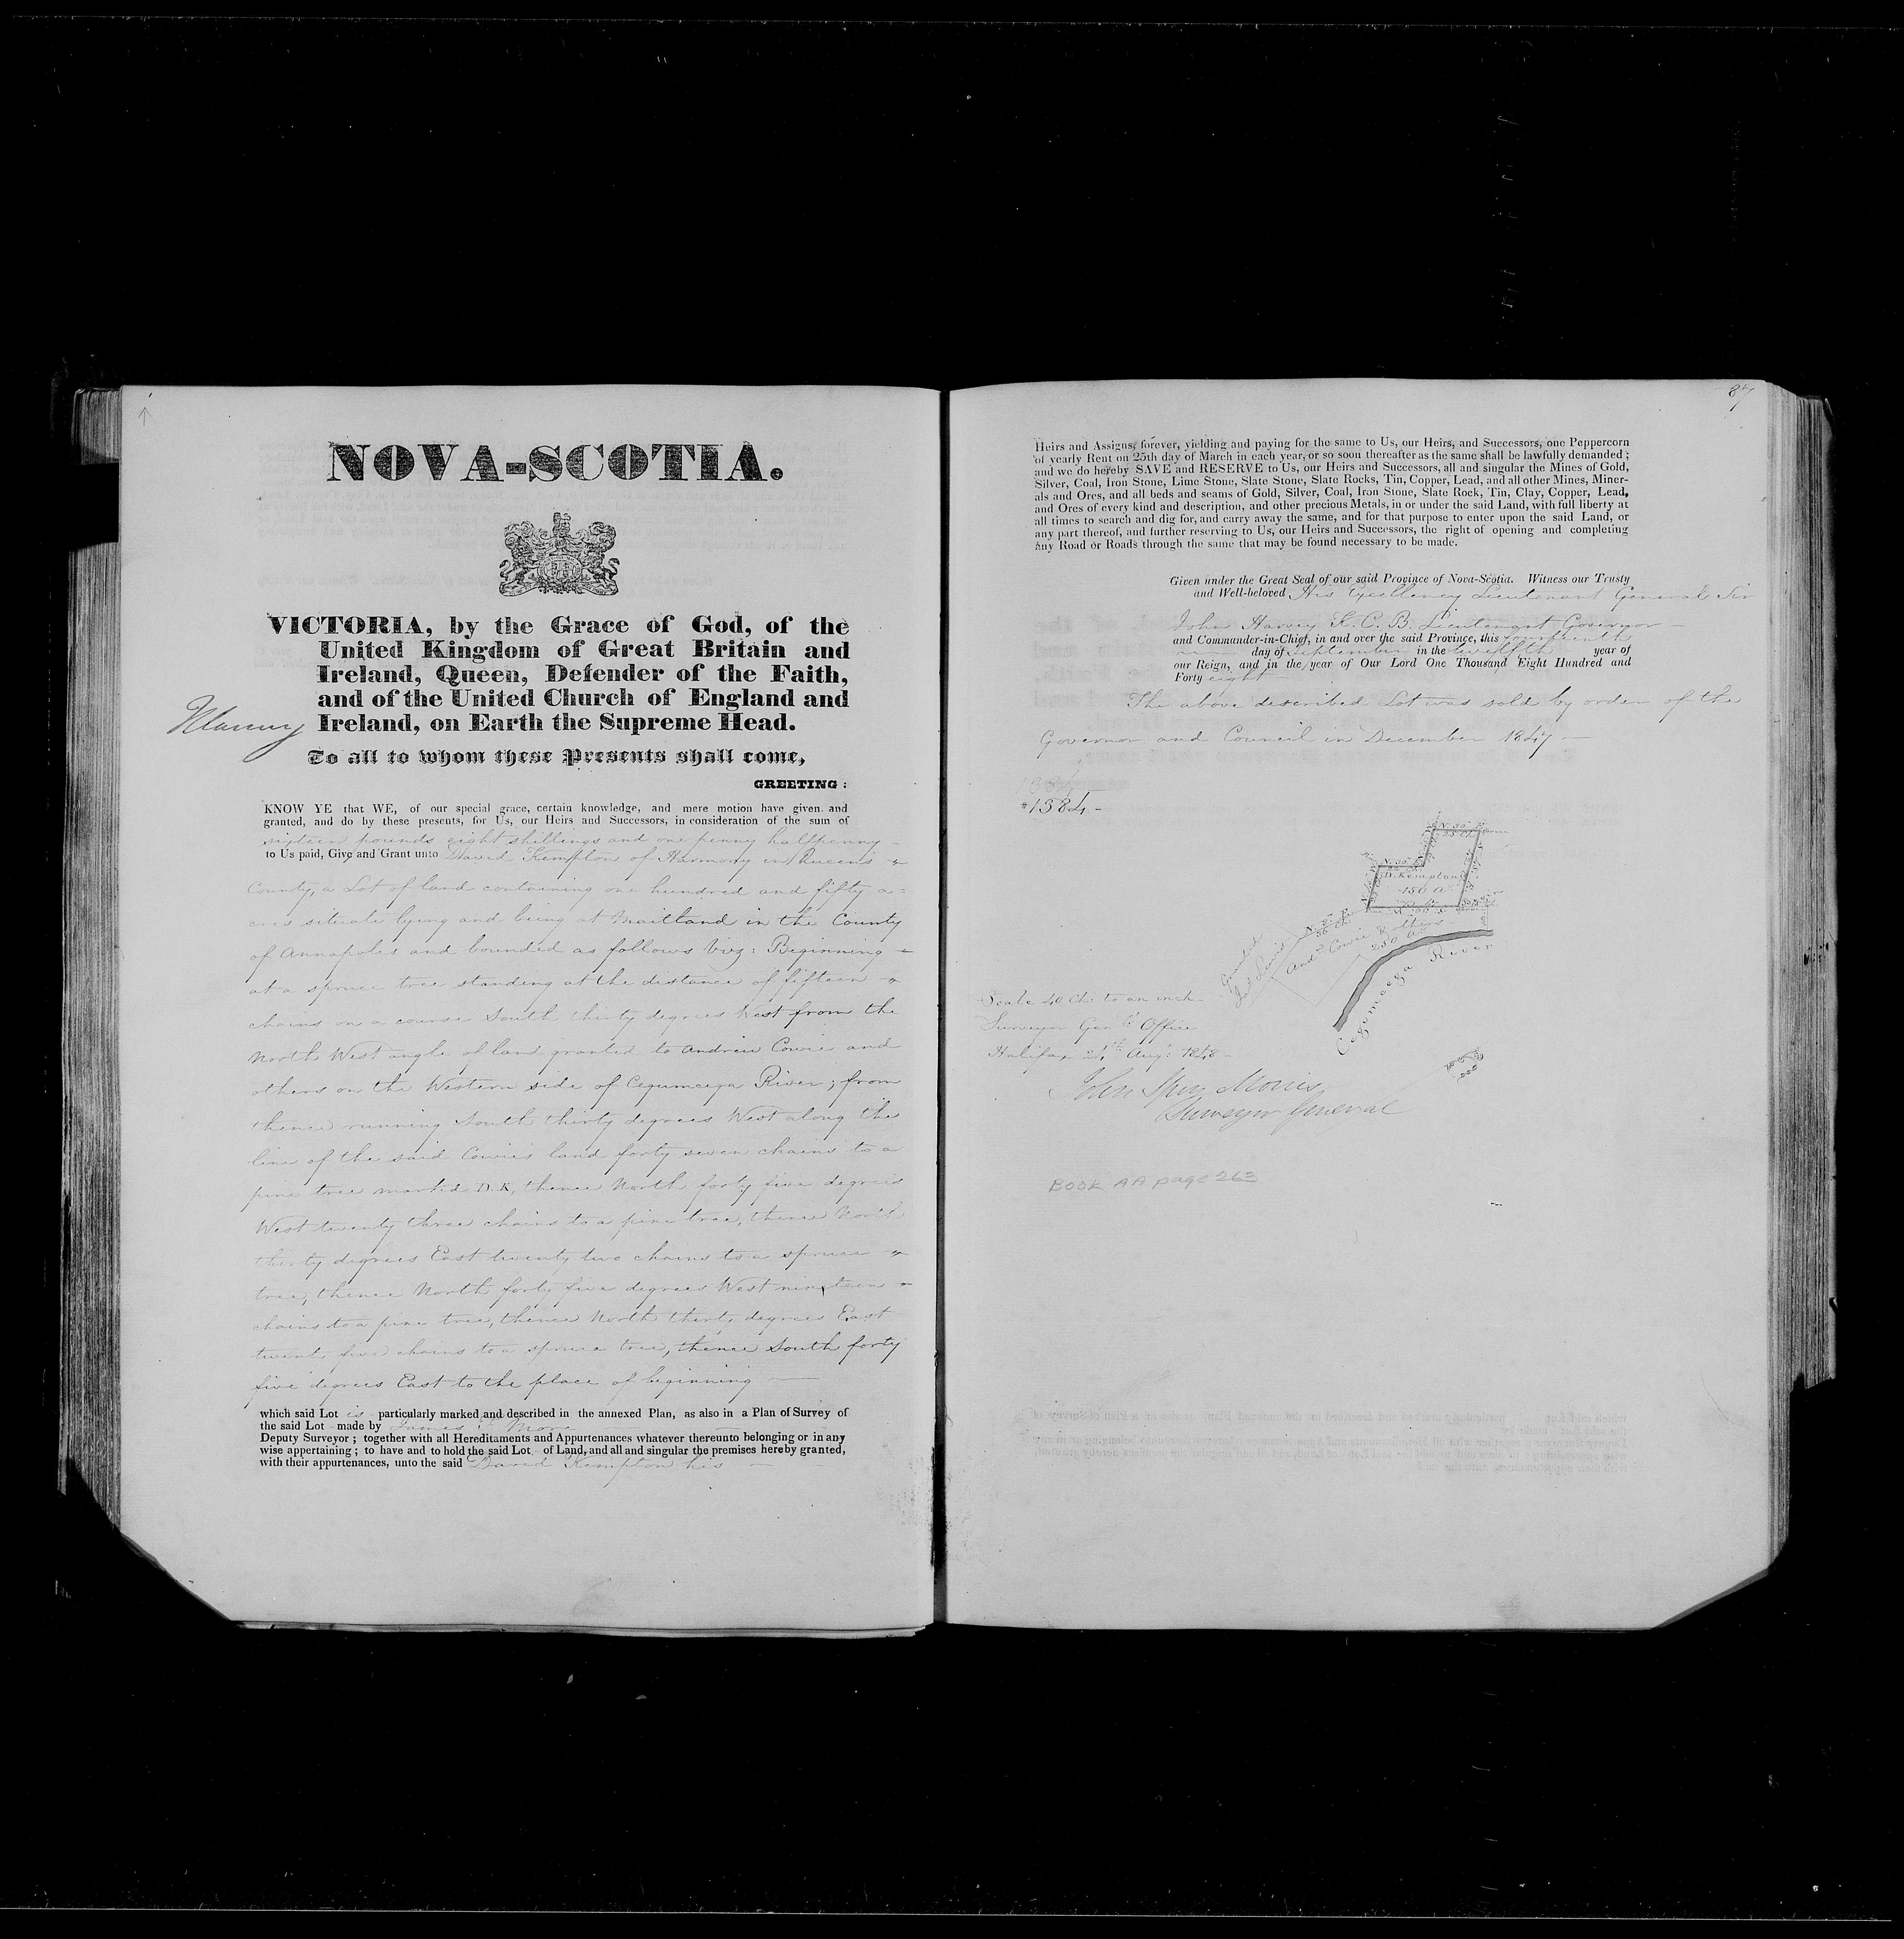 NOVA-SCOTIA.
VICTORIA, by the Grace of God, of the
United Kingdom of Great Britain and
Ireland, Queen, Defender of the Faith,
and of the United Church of England and
Ireland, on Earth the Supreme Head.
To all to whom these Presents shall come,
GREETING:
KNOW YE that WE, of our special grace, certain knowledge, and mere motion have given and
granted, and do by these presents, for Us, our Heirs and Successors, in consideration of the sum of
sixteen pounds eight shillings and one penny halfpenny
to Us paid, Give and Grant unto David Kempton of Harmony in Queen's
County, a Lot of land containing one hundred and fifty a=
cres situate lying and being at Maitland in the County
of Annapolis and bounded as follows viz: Beginning
at a spruce tree standing at the distance of fifteen
chains on a course South thirty degrees West from the
North West angle of land granted to Andrew Cowie and
others on the Western side of Cegumcega River; from
thence running South thirty degrees West along the
line of the said Cowie's land forty seven chains to a
pine tree marked D.K, thence North forty five degrees
West twenty three chains to a pine tree, thence North
thirty degrees East twenty two chains to a spruce
tree, thence North forty five degrees West nineteen
chains to a pine tree, thence North thirty degrees East
twenty five chains to a spruce tree, thence South forty
five degrees East to the place of beginning
which said Lot is particularly marked and described in the annexed Plan, as also in a Plan of Survey of
the said Lot made by James F. More
Deputy Surveyor; together with all Hereditaments and Appurtenances whatever thereunto belonging or in any
wise appertaining; to have and to hold the said Lot of Land, and all and singular the premises hereby granted,
with their appurtenances, unto the said David Kempton his
87
Heirs and Assigns, forever, yielding and paying for the same to Us, our Heirs, and Successors, one Peppercorn
of yearly Rent on 25th day of March in each year, or so soon thereafter as the same shall be lawfully demanded;
and we do hereby SAVE and RESERVE to Us, our Heirs and Successors, all and singular the Mines of Gold,
Silver, Coal, Iron Stone, Lime Stone, Slate Stone, Slate Rocks, Tin, Copper, Lead, and all other Mines, Miner-
als and Ores, and all beds and seams of Gold, Silver, Coal, Iron Stone, Slate Rock, Tin, Clay, Copper, Lead,
and Ores of every kind and description, and other precious Metals, in or under the said Land, with full liberty at
all times to search and dig for, and carry away the same, and for that purpose to enter upon the said Land, or
any part thereof, and further reserving to Us, our Heirs and Successors, the right of opening and completing
any Road or Roads through the same that may be found necessary to be made.
Given under the Great Seal of our said Province of Nova-Scotia. Witness our Trusty
and Well-beloved His Excellency Lieutenant General Sir
John Harvey K.C.B. Lieutenant Governor
and Commander-in-Chief, in and over the said Province, this fourteenth
day of September in the twelfth year of
our Reign, and in the year of Our Lord One Thousand Eight Hundred and
Forty eight
The above described Lot was sold by order of the
Governor and Council in December 1847
1384
#1384
D. Kempton
150 a
Andw Cowie & others
250 a
Granted
Cegumcega River
Scale 40 Ch: to an inch
Surveyor Genl's Office
Halifax 24th Augt 1848
John Spry Morris
Surveyor General
BOOK AA page 263